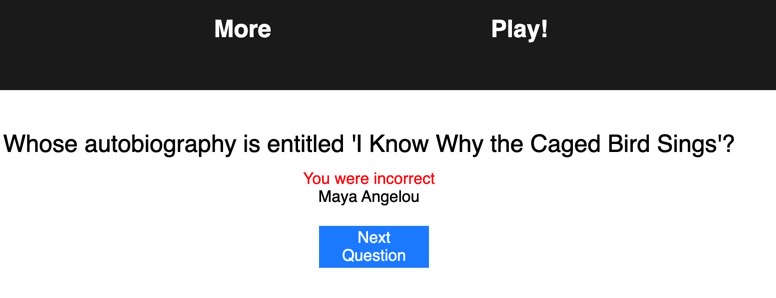 More Play!
Whose autobiography is entitled 'I Know Why the Caged Bird Sings'?
You were incorrect
Maya Angelou
Next
Question